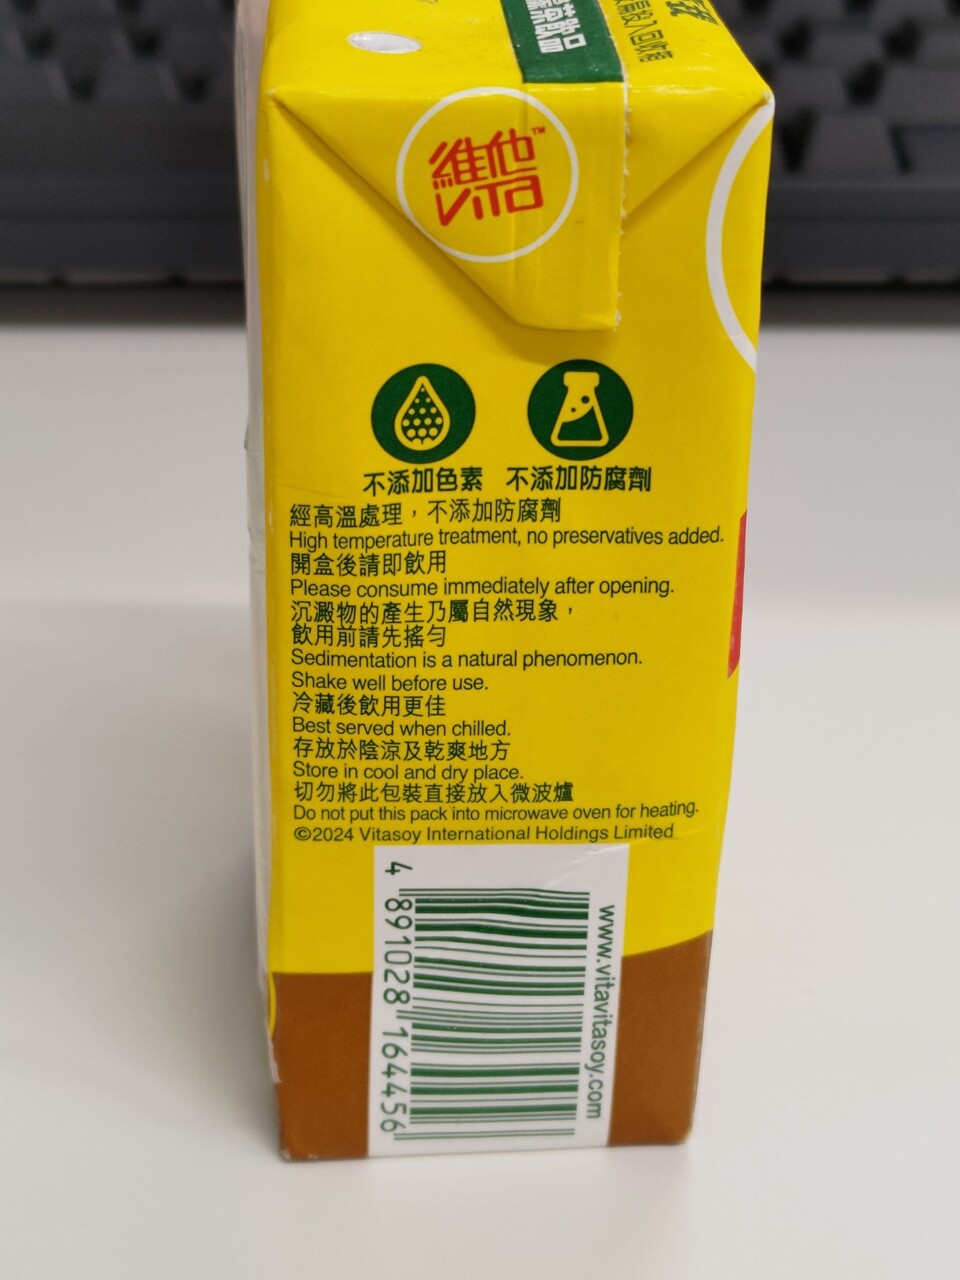 維他™
VITA
不添加色素 不添加防腐劑
經高溫處理，不添加防腐劑
High temperature treatment, no preservatives added.
開盒後請即飲用
Please consume immediately after opening.
沉澱物的產生乃屬自然現象，
飲用前請先搖勻
Sedimentation is a natural phenomenon.
Shake well before use.
冷藏後飲用更佳
Best served when chilled.
存放於陰涼及乾爽地方
Store in cool and dry place.
切勿將此包裝直接放入微波爐
Do not put this pack into microwave oven for heating.
©2024 Vitasoy International Holdings Limited
4 891028 164456
www.vitavitasoy.com